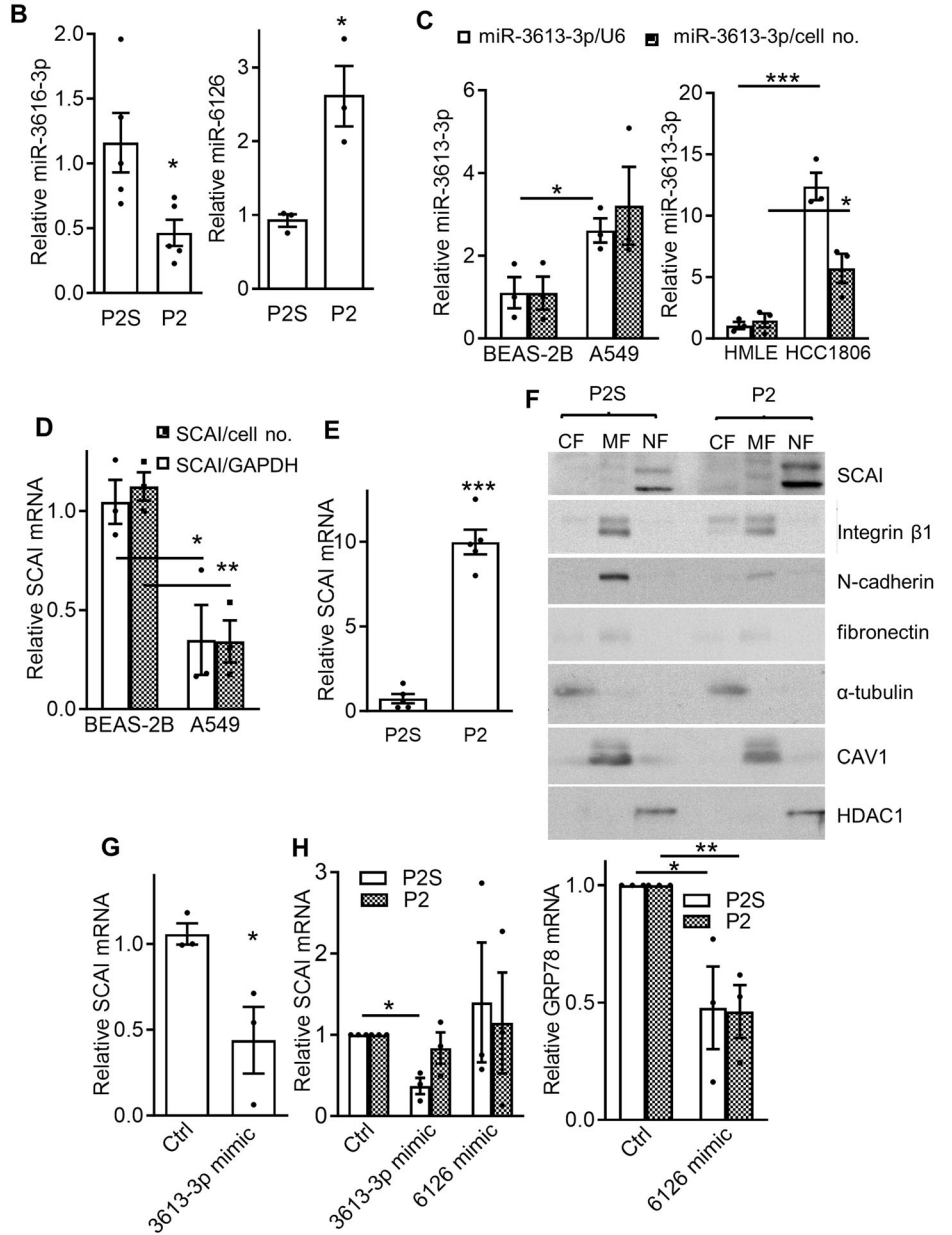 B
Relative miR-3616-3p
2.0
1.5
1.0
0.5
0.0
*
P2S P2
Relative miR-6126
3
2
1
0
*
P2S P2
C
miR-3613-3p/U6 miR-3613-3p/cell no.
Relative miR-3613-3p
6
4
2
0
*
BEAS-2B A549
Relative miR-3613-3p
20
15
10
5
0
***
*
HMLE HCC1806
D
SCAI/cell no.
SCAI/GAPDH
Relative SCAI mRNA
1.0
0.5
0.0
*
**
BEAS-2B A549
E
Relative SCAI mRNA
10
5
0
***
P2S P2
F
P2S P2
CF MF NF CF MF NF
SCAI
Integrin β1
N-cadherin
fibronectin
α-tubulin
CAV1
HDAC1
G
Relative SCAI mRNA
1.0
0.5
0.0
*
Ctrl
3613-3p mimic
H
Relative SCAI mRNA
3
2
1
0
P2S
P2
*
Ctrl
3613-3p mimic
6126 mimic
Relative GRP78 mRNA
1.0
0.5
0.0
**
*
P2S
P2
Ctrl
6126 mimic